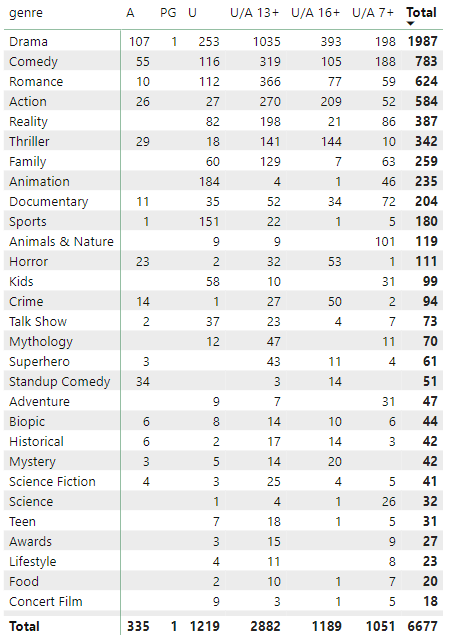 genre A PG U U/A 13+ U/A 16+ U/A 7+ Total
Drama 107 1 253 1035 393 198 1987
Comedy 55 116 319 105 188 783
Romance 10 112 366 77 59 624
Action 26 27 270 209 52 584
Reality 82 198 21 86 387
Thriller 29 18 141 144 10 342
Family 60 129 7 63 259
Animation 184 4 1 46 235
Documentary 11 35 52 34 72 204
Sports 1 151 22 1 5 180
Animals & Nature 9 9 101 119
Horror 23 2 32 53 1 111
Kids 58 10 31 99
Crime 14 1 27 50 2 94
Talk Show 2 37 23 4 7 73
Mythology 12 47 11 70
Superhero 3 43 11 4 61
Standup Comedy 34 3 14 51
Adventure 9 7 31 47
Biopic 6 8 14 10 6 44
Historical 6 2 17 14 3 42
Mystery 3 5 14 20 42
Science Fiction 4 3 25 4 5 41
Science 1 4 1 26 32
Teen 7 18 1 5 31
Awards 3 15 9 27
Lifestyle 4 11 8 23
Food 2 10 1 7 20
Concert Film 9 3 1 5 18
Total 335 1 1219 2882 1189 1051 6677